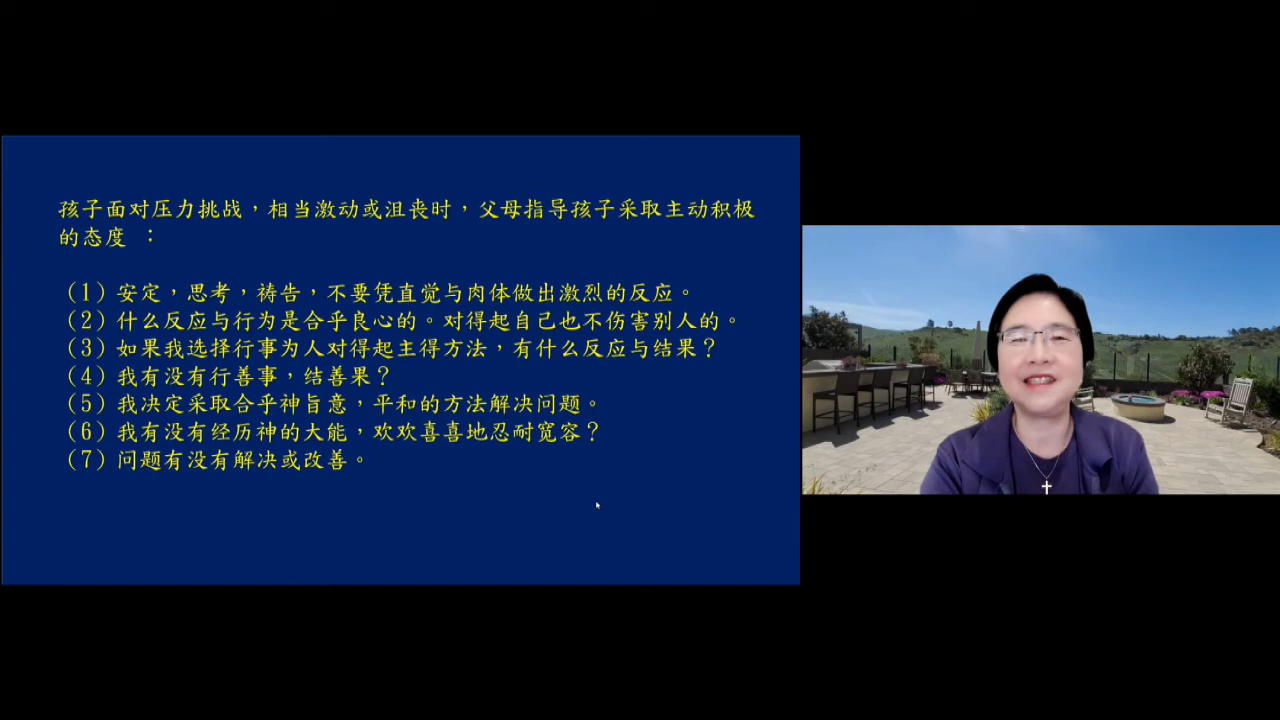 孩子面对压力挑战，相当激动或沮丧时，父母指导孩子采取主动积极
的态度 ：
（1）安定，思考，祷告，不要凭直觉与肉体做出激烈的反应。
（2）什么反应与行为是合乎良心的。对得起自己也不伤害别人的。
（3）如果我选择行事为人对得起主得方法，有什么反应与结果？
（4）我有没有行善事，结善果？
（5）我决定采取合乎神旨意，平和的方法解决问题。
（6）我有没有经历神的大能，欢欢喜喜地忍耐宽容？
（7）问题有没有解决或改善。